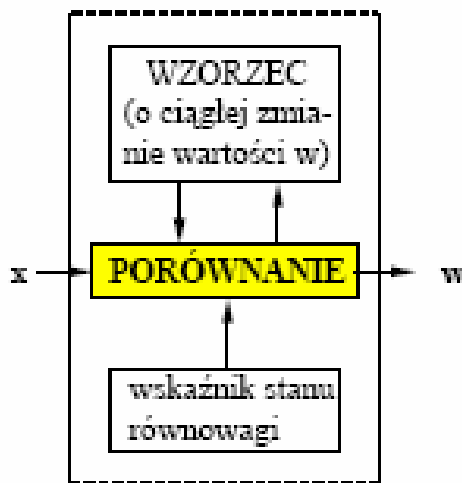 WZORZEC
(o ciągłej zmia-
nie wartości w)
x PORÓWNANIE w
wskaźnik stanu
równowagi